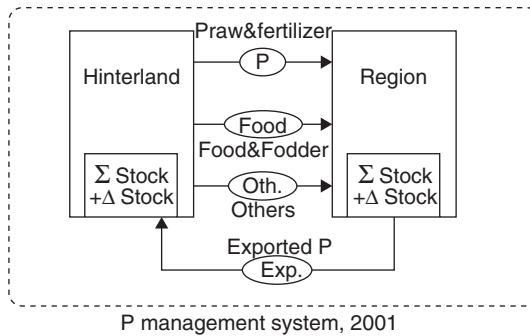 Praw&fertilizer
P
Hinterland
Region
Food
Food&Fodder
Σ Stock
+Δ Stock
Oth.
Others
Σ Stock
+Δ Stock
Exported P
Exp.
P management system, 2001